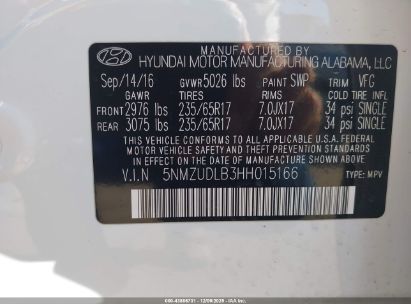 MFD BY
HYUNDAI MOTOR MANUFACTURING ALABAMA, LLC
Sep/14/16 GVWR 5026 lbs PAINT SWP TRIM VFG
GAWR TIRES RIMS COLD TIRE INF.
FRONT 2976 lbs 235/65R17 7.0JX17 34 psi SINGLE
REAR 3075 lbs 235/65R17 7.0JX17 34 psi SINGLE
THIS VEHICLE CONFORMS TO ALL APPLICABLE U.S.A. FEDERAL
MOTOR VEHICLE SAFETY AND THEFT PREVENTION STANDARDS
IN EFFECT ON THE DATE OF MANUFACTURE SHOWN ABOVE.
V.I.N 5NMZUDLB3HH015166 TYPE: MPV